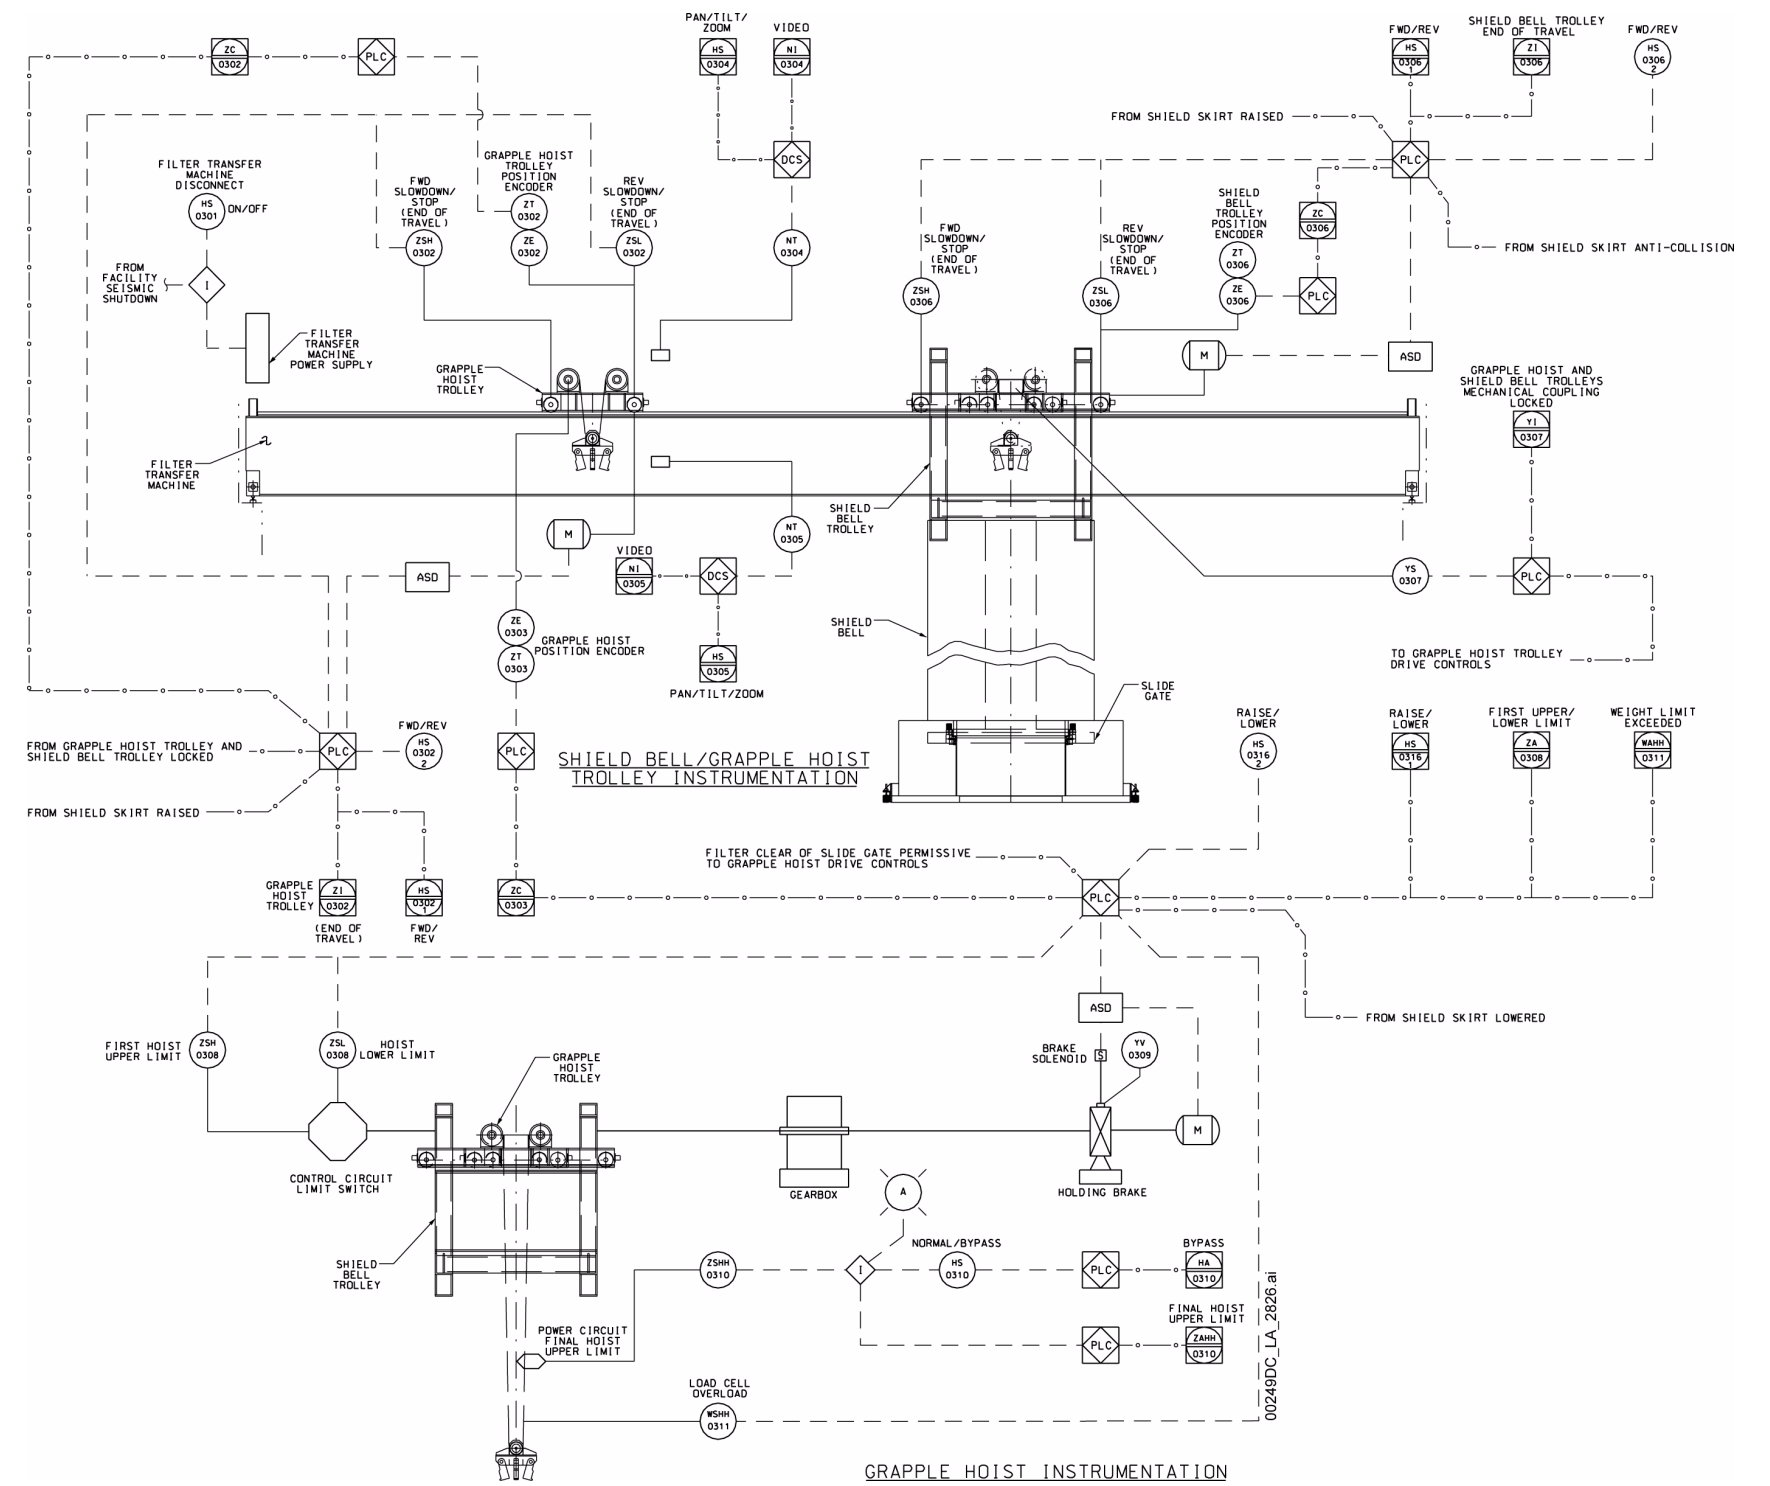 PAN/TILT/
ZOOM
HS
0304
VIDEO
NI
0304
DCS
NT
0304
ZC
0302
PLC
FWD/REV
HS
0306
1
SHIELD BELL TROLLEY
END OF TRAVEL
ZI
0306
FWD/REV
HS
0306
2
FROM SHIELD SKIRT RAISED
PLC
FROM SHIELD SKIRT ANTI-COLLISION
FILTER TRANSFER
MACHINE
DISCONNECT
HS
0301
ON/OFF
FROM
FACILITY
SEISMIC
SHUTDOWN
I
FILTER
TRANSFER
MACHINE
POWER SUPPLY
FWD
SLOWDOWN/
STOP
(END OF
TRAVEL)
ZSH
0302
GRAPPLE HOIST
TROLLEY
POSITION
ENCODER
ZT
0302
ZE
0302
REV
SLOWDOWN/
STOP
(END OF
TRAVEL)
ZSL
0302
FWD
SLOWDOWN/
STOP
(END OF
TRAVEL)
ZSH
0306
REV
SLOWDOWN/
STOP
(END OF
TRAVEL)
ZSL
0306
SHIELD
BELL
TROLLEY
POSITION
ENCODER
ZT
0306
ZE
0306
ZC
0306
PLC
M
ASD
GRAPPLE
HOIST
TROLLEY
GRAPPLE HOIST AND
SHIELD BELL TROLLEYS
MECHANICAL COUPLING
LOCKED
YI
0307
FILTER
TRANSFER
MACHINE
SHIELD
BELL
TROLLEY
M
ASD
NT
0305
VIDEO
NI
0305
DCS
HS
0305
PAN/TILT/ZOOM
YS
0307
PLC
TO GRAPPLE HOIST TROLLEY
DRIVE CONTROLS
ZE
0303
ZT
0303
GRAPPLE HOIST
POSITION ENCODER
SHIELD
BELL
SLIDE
GATE
FROM GRAPPLE HOIST TROLLEY AND
SHIELD BELL TROLLEY LOCKED
PLC
FWD/REV
HS
0302
2
PLC
SHIELD BELL/GRAPPLE HOIST
TROLLEY INSTRUMENTATION
RAISE/
LOWER
HS
0316
2
RAISE/
LOWER
HS
0316
1
FIRST UPPER/
LOWER LIMIT
ZA
0308
WEIGHT LIMIT
EXCEEDED
WAHH
0311
FROM SHIELD SKIRT RAISED
FILTER CLEAR OF SLIDE GATE PERMISSIVE
TO GRAPPLE HOIST DRIVE CONTROLS
GRAPPLE
HOIST
TROLLEY
ZI
0302
(END OF
TRAVEL)
HS
0302
1
FWD/
REV
ZC
0303
PLC
FROM SHIELD SKIRT LOWERED
ASD
FIRST HOIST
UPPER LIMIT
ZSH
0308
ZSL
0308
HOIST
LOWER LIMIT
GRAPPLE
HOIST
TROLLEY
BRAKE
SOLENOID
S
YV
0309
M
CONTROL CIRCUIT
LIMIT SWITCH
GEARBOX
HOLDING BRAKE
A
SHIELD
BELL
TROLLEY
ZSHH
0310
I
NORMAL/BYPASS
HS
0310
PLC
BYPASS
HA
0310
POWER CIRCUIT
FINAL HOIST
UPPER LIMIT
PLC
FINAL HOIST
UPPER LIMIT
ZAHH
0310
LOAD CELL
OVERLOAD
WSHH
0311
00249DC_LA_2826.ai
GRAPPLE HOIST INSTRUMENTATION